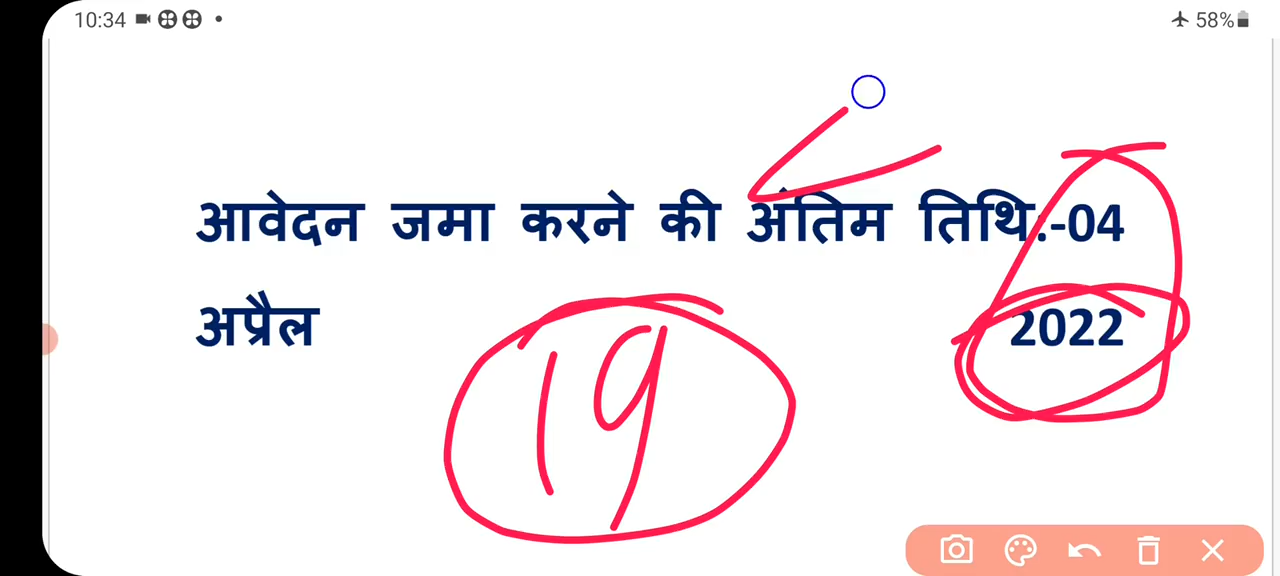 10:34 58%
आवेदन जमा करने की अंतिम तिथि:-04
अप्रैल 2022
19